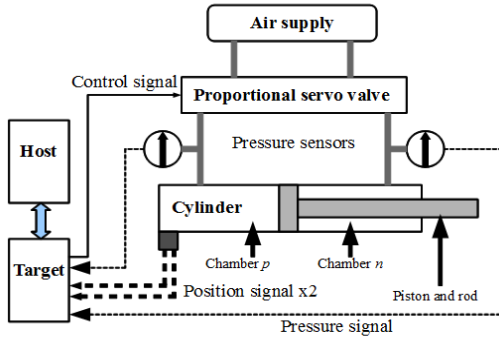 Air supply
Control signal
Proportional servo valve
Host
Pressure sensors
Cylinder
Target
Chamber p
Chamber n
Position signal x2
Piston and rod
Pressure signal